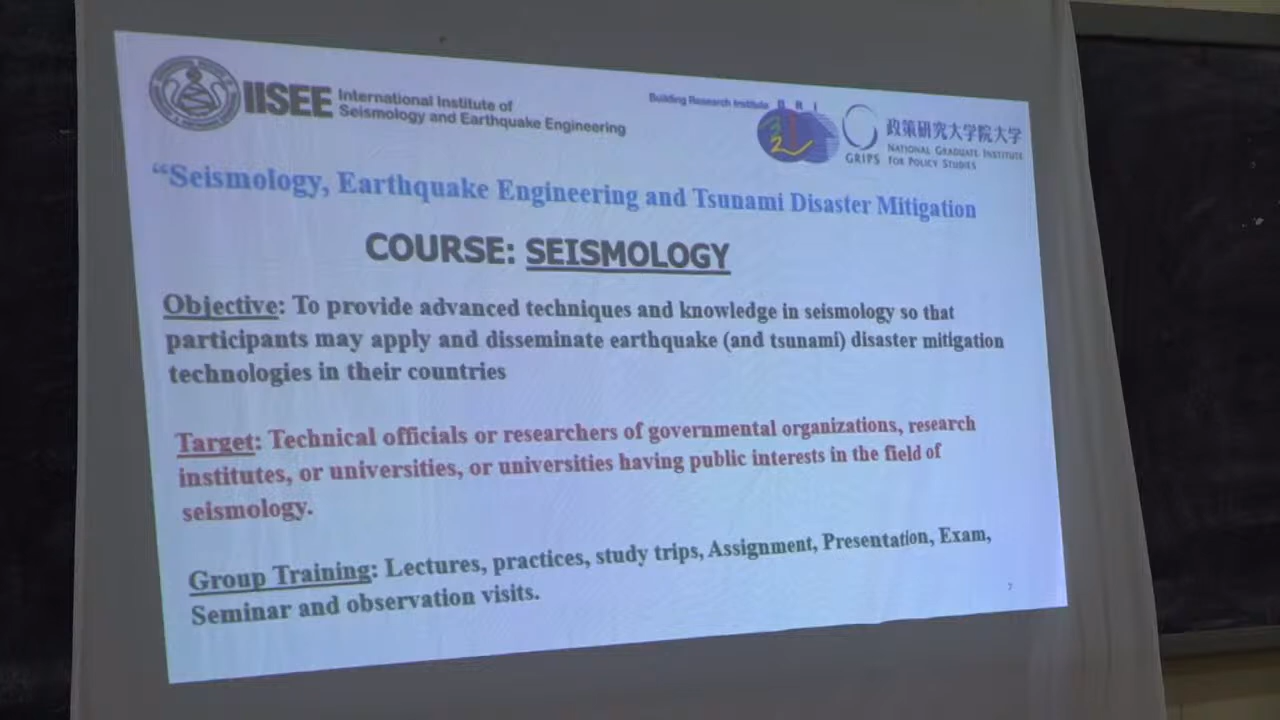 IISEE International Institute of
Seismology and Earthquake Engineering
Building Research Institute B R I
政策研究大学院大学
GRIPS NATIONAL GRADUATE INSTITUTE
FOR POLICY STUDIES
“Seismology, Earthquake Engineering and Tsunami Disaster Mitigation
COURSE: SEISMOLOGY
Objective: To provide advanced techniques and knowledge in seismology so that
participants may apply and disseminate earthquake (and tsunami) disaster mitigation
technologies in their countries
Target: Technical officials or researchers of governmental organizations, research
institutes, or universities, or universities having public interests in the field of
seismology.
Group Training: Lectures, practices, study trips, Assignment, Presentation, Exam,
Seminar and observation visits.
7